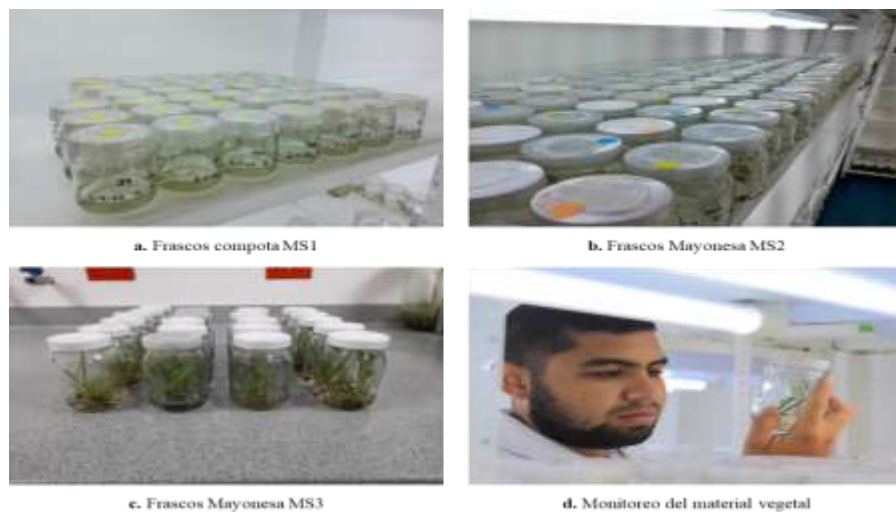 a. Frascos compota MS1
b. Frascos Mayonesa MS2
c. Frascos Mayonesa MS3
d. Monitoreo del material vegetal